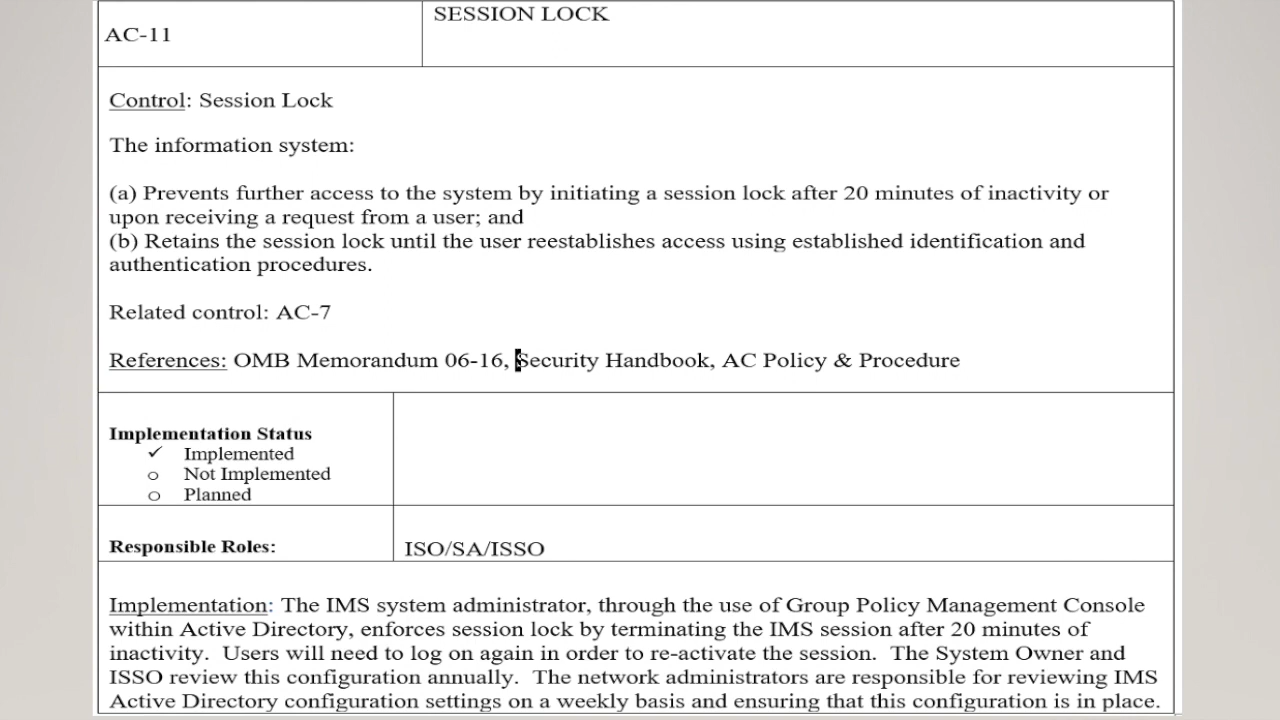 SESSION LOCK
AC-11
Control: Session Lock
The information system:
(a) Prevents further access to the system by initiating a session lock after 20 minutes of inactivity or
upon receiving a request from a user; and
(b) Retains the session lock until the user reestablishes access using established identification and
authentication procedures.
Related control: AC-7
References: OMB Memorandum 06-16, Security Handbook, AC Policy & Procedure
Implementation Status
✓ Implemented
o Not Implemented
o Planned
Responsible Roles:
ISO/SA/ISSO
Implementation: The IMS system administrator, through the use of Group Policy Management Console
within Active Directory, enforces session lock by terminating the IMS session after 20 minutes of
inactivity.  Users will need to log on again in order to re-activate the session.  The System Owner and
ISSO review this configuration annually.  The network administrators are responsible for reviewing IMS
Active Directory configuration settings on a weekly basis and ensuring that this configuration is in place.